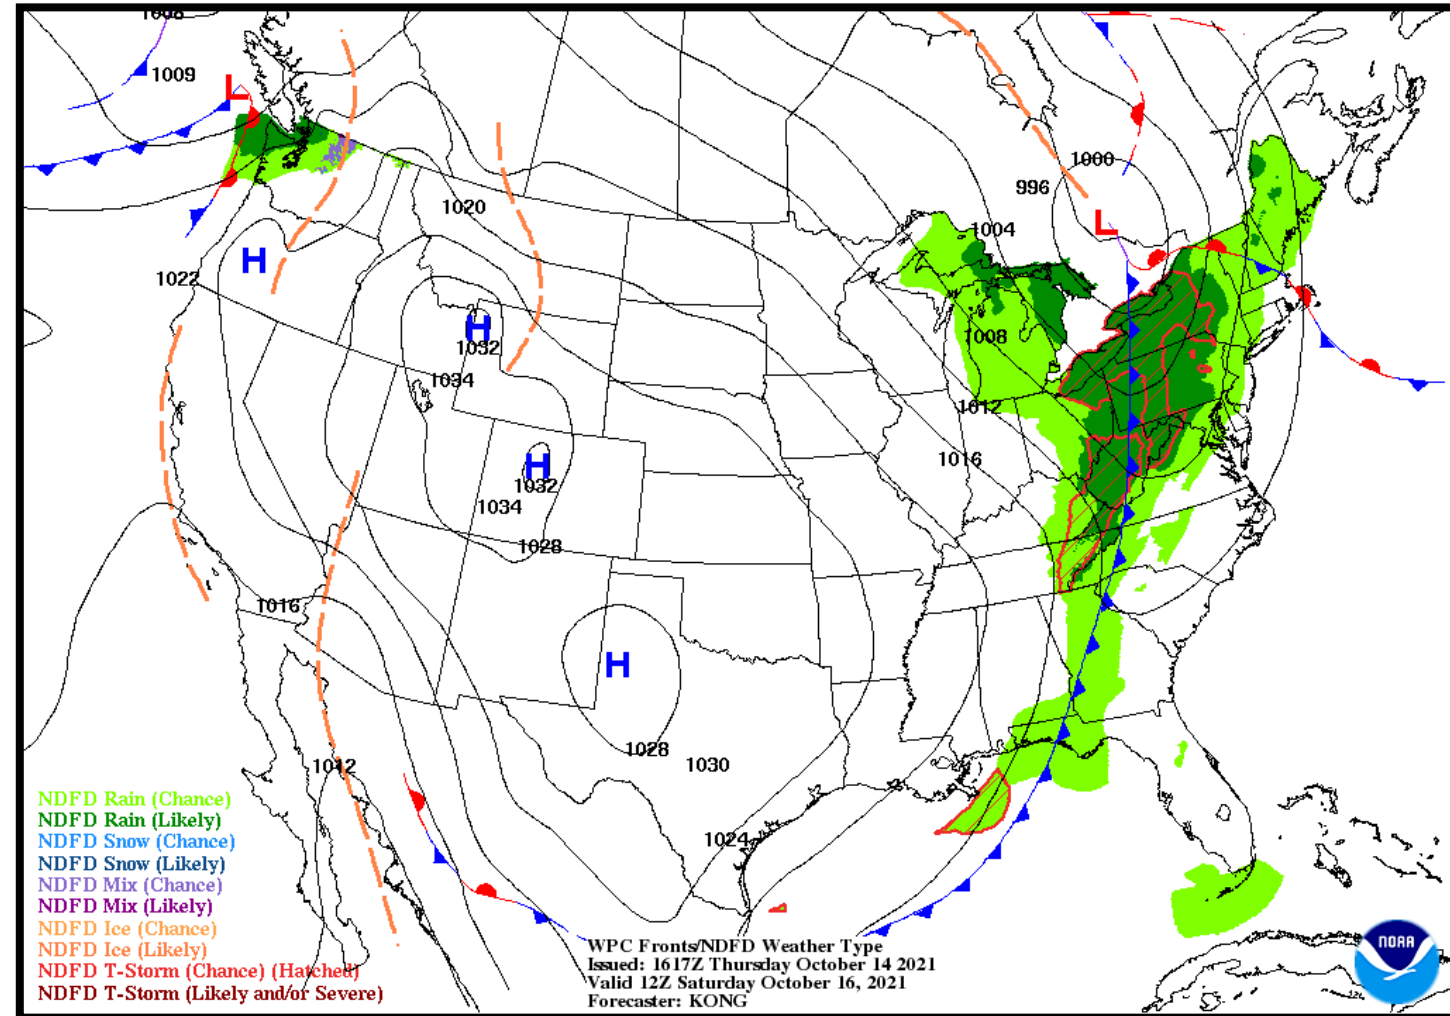 1008
1009
L
1000
996
1020
L
1004
H
1022
H
1032
1008
1034
1012
1016
H
1032
1034
1028
1016
H
1028
1030
1012
1024
NDFD Rain (Chance)
NDFD Rain (Likely)
NDFD Snow (Chance)
NDFD Snow (Likely)
NDFD Mix (Chance)
NDFD Mix (Likely)
NDFD Ice (Chance)
NDFD Ice (Likely)
NDFD T-Storm (Chance) (Hatched)
NDFD T-Storm (Likely and/or Severe)
WPC Fronts/NDFD Weather Type
Issued: 1617Z Thursday October 14 2021
Valid 12Z Saturday October 16, 2021
Forecaster: KONG
NOAA